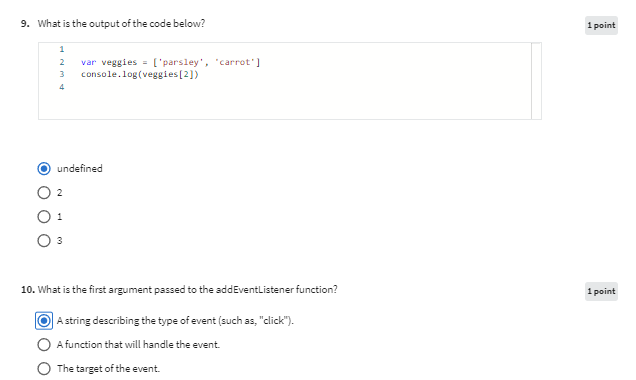 9. What is the output of the code below?
1 point
1
2 var veggies = ['parsley', 'carrot']
3 console.log(veggies[2])
4
undefined
2
1
3
10. What is the first argument passed to the addEventListener function?
1 point
A string describing the type of event (such as, "click").
A function that will handle the event.
The target of the event.